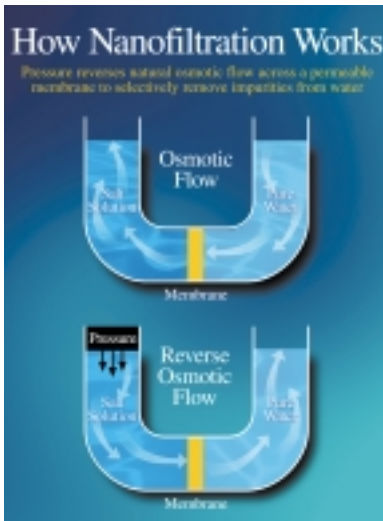 How Nanofiltration Works
Pressure reverses natural osmotic flow across a permeable
membrane to selectively remove impurities from water
Osmotic
Flow
Salt
Solution
Pure
Water
Membrane
Pressure
Reverse
Osmotic
Flow
Salt
Solution
Pure
Water
Membrane